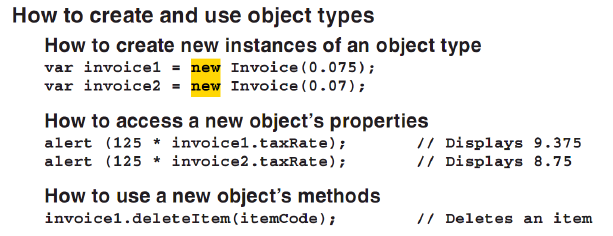 How to create and use object types
How to create new instances of an object type
var invoice1 = new Invoice(0.075);
var invoice2 = new Invoice(0.07);
How to access a new object's properties
alert (125 * invoice1.taxRate); // Displays 9.375
alert (125 * invoice2.taxRate); // Displays 8.75
How to use a new object's methods
invoice1.deleteItem(itemCode); // Deletes an item